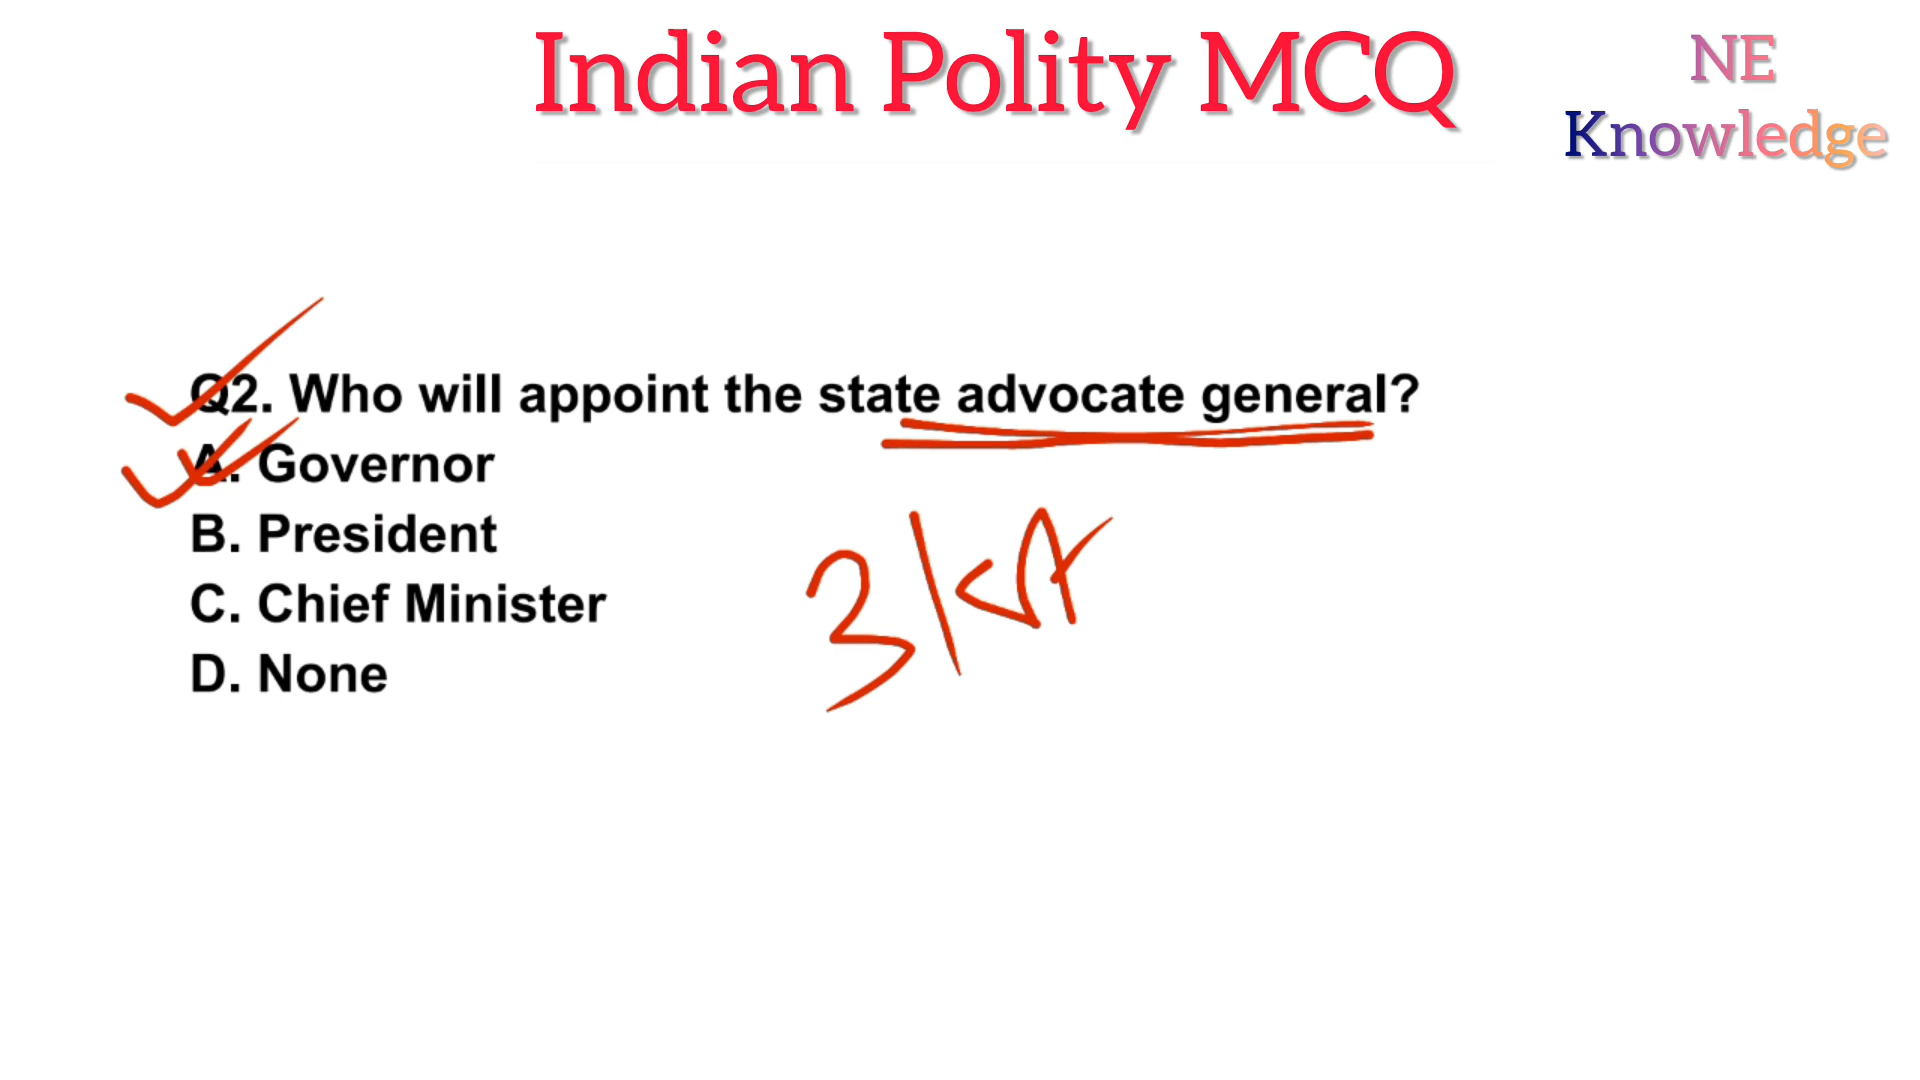 Indian Polity MCQ
NE
Knowledge
Q2. Who will appoint the state advocate general?
A. Governor
B. President
C. Chief Minister
D. None